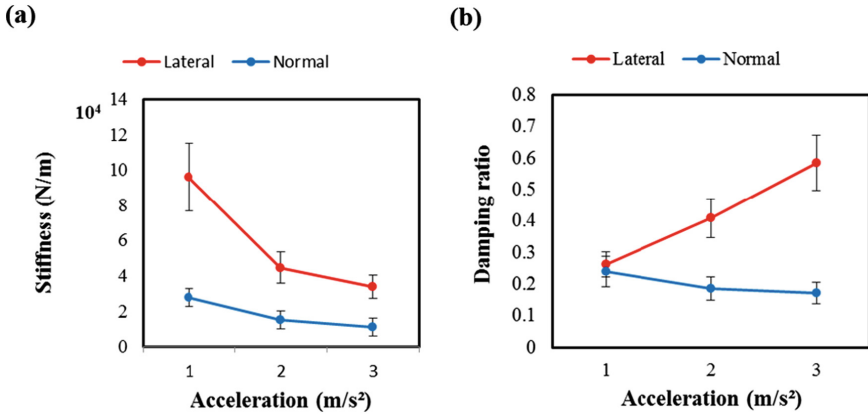 (a)
Lateral Normal
10⁴
14
12
10
8
6
4
2
0
Stiffness (N/m)
1 2 3
Acceleration (m/s²)
(b)
Lateral Normal
0.8
0.7
0.6
0.5
0.4
0.3
0.2
0.1
0
Damping ratio
1 2 3
Acceleration (m/s²)